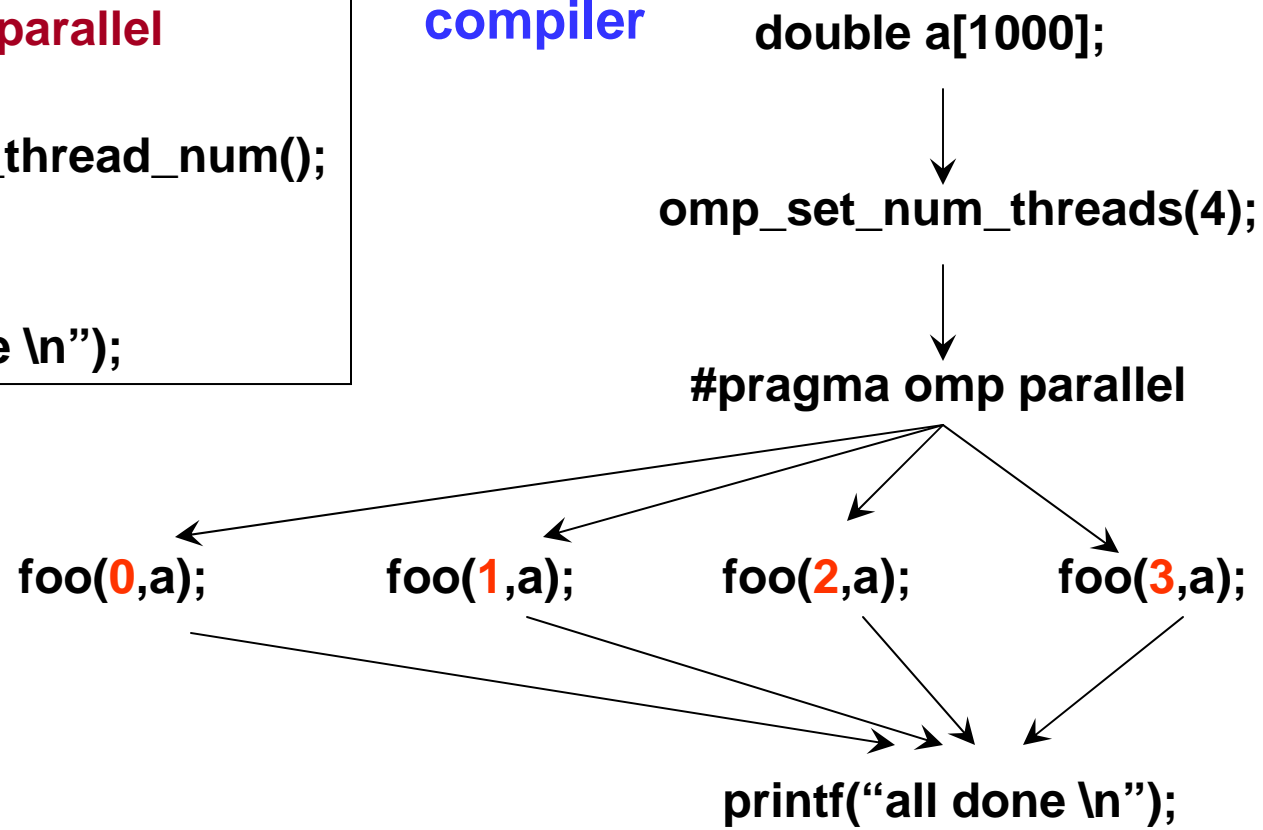 parallel
_thread_num();
e \n”);
compiler
double a[1000];
omp_set_num_threads(4);
#pragma omp parallel
foo(0,a); foo(1,a); foo(2,a); foo(3,a);
printf(“all done \n”);